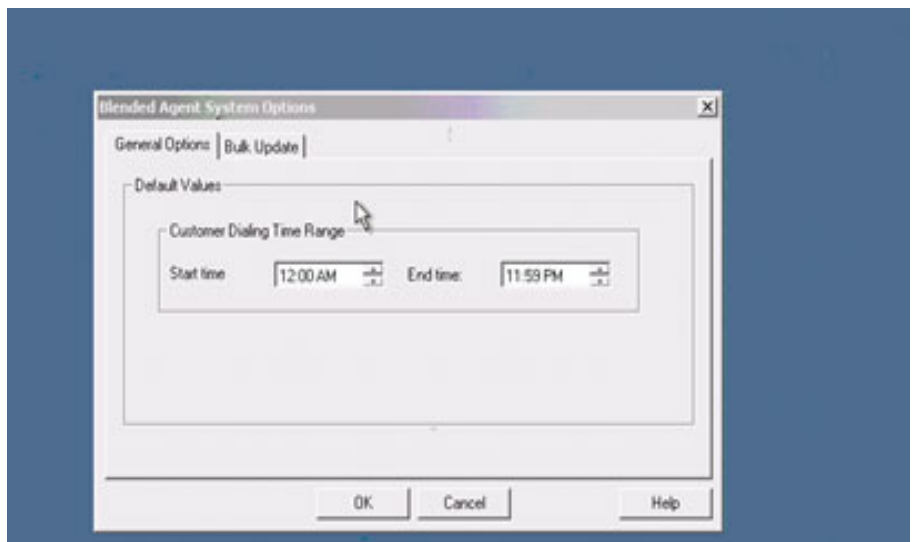 Blended Agent System Options
General Options Bulk Update
Default Values
Customer Dialing Time Range
Start time 12:00 AM End time: 11:59 PM
OK Cancel Help